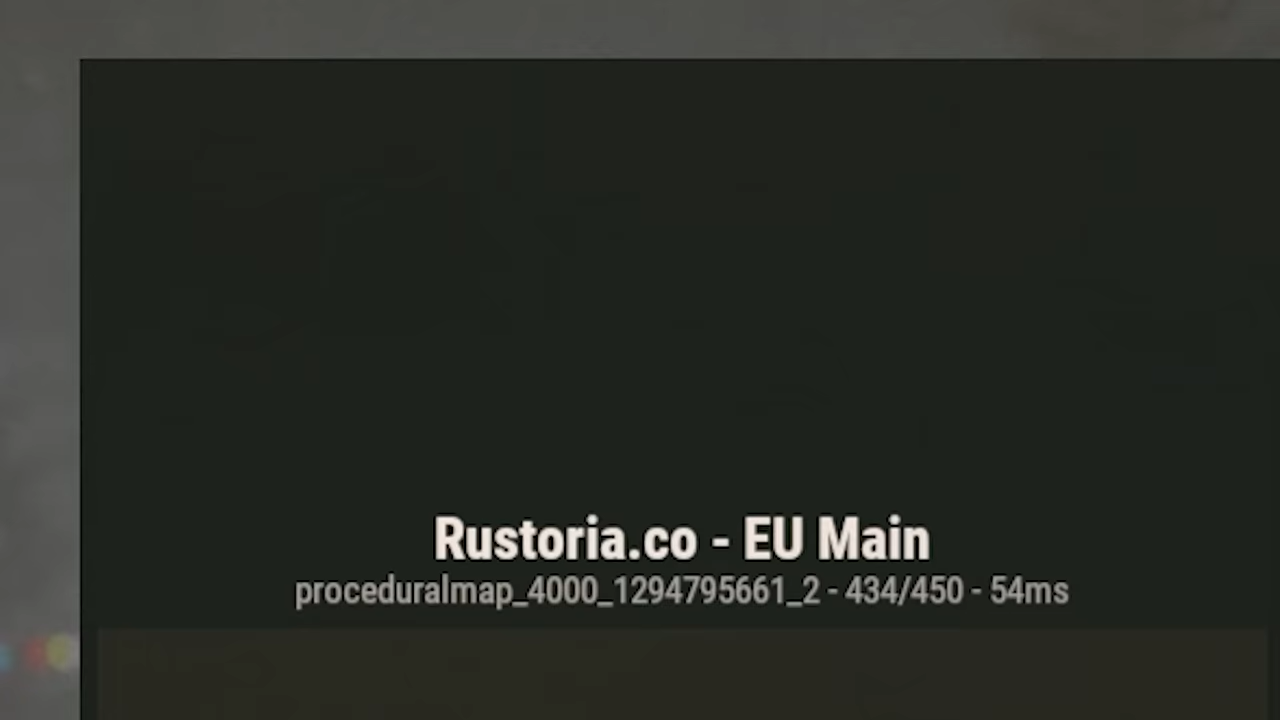 Rustoria.co - EU Main
proceduralmap_4000_1294795661_2 - 434/450 - 54ms